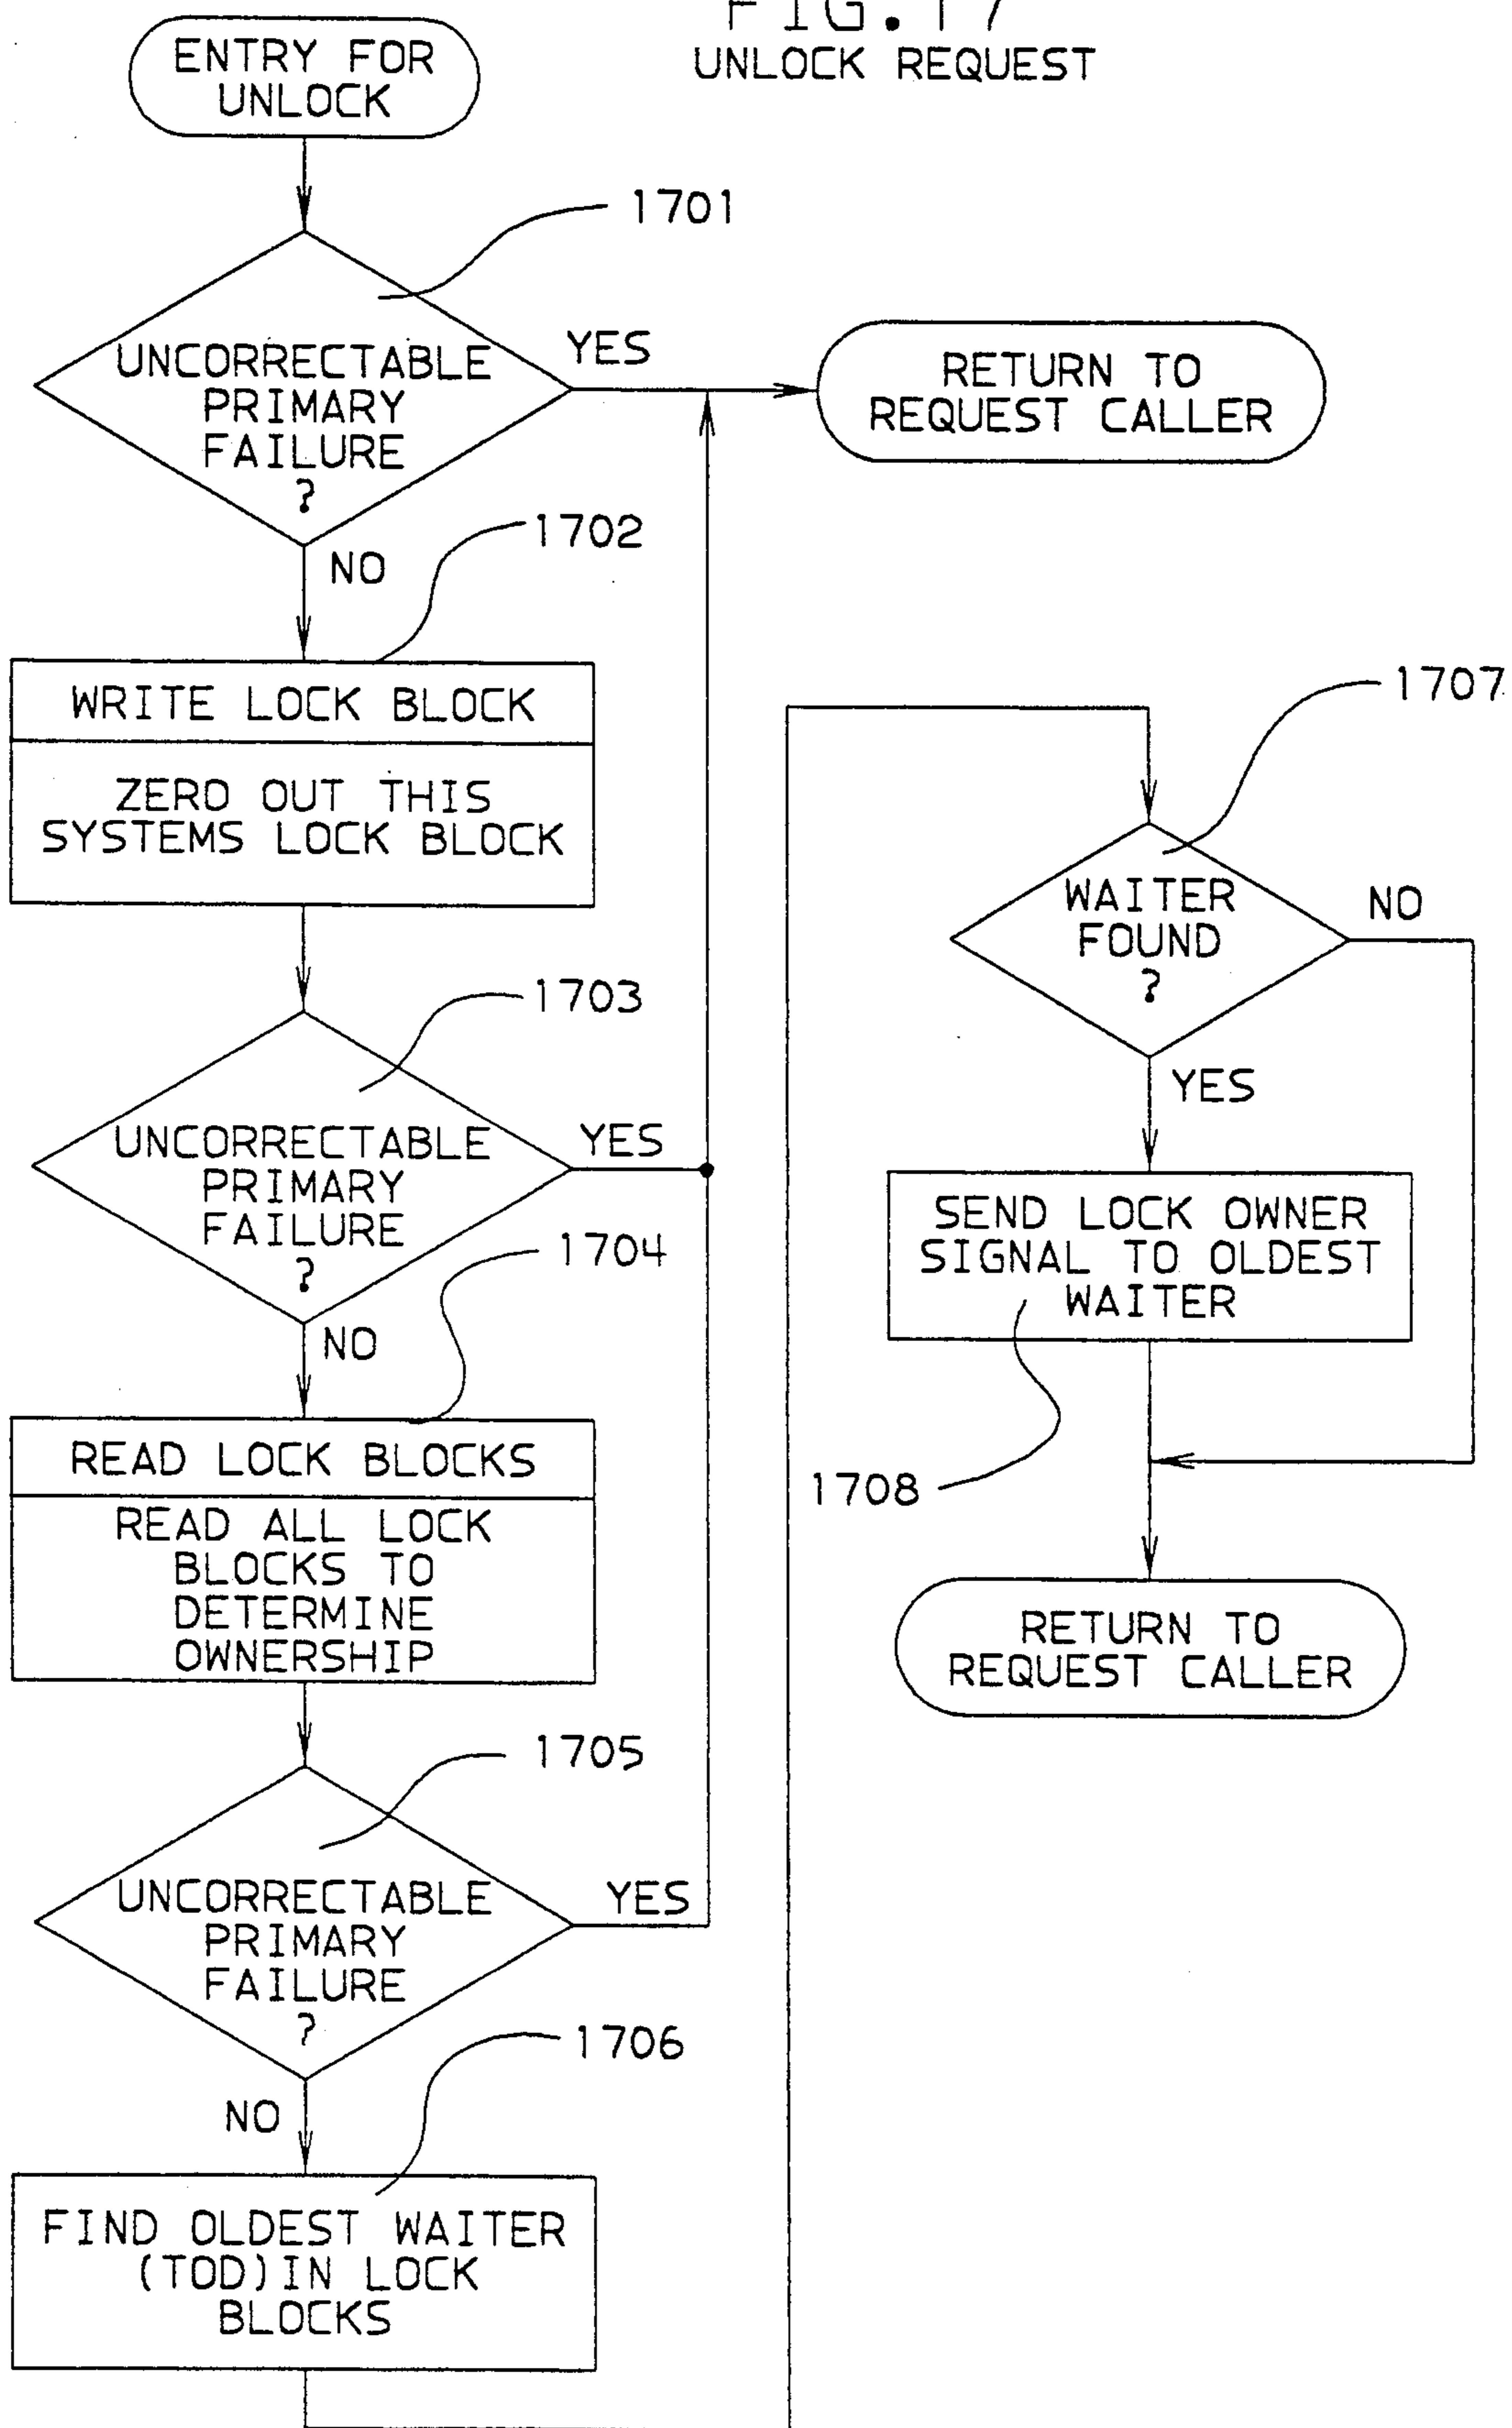 FIG.17
UNLOCK REQUEST
ENTRY FOR
UNLOCK
1701
UNCORRECTABLE
PRIMARY
FAILURE
?
YES
RETURN TO
REQUEST CALLER
NO
1702
WRITE LOCK BLOCK
ZERO OUT THIS
SYSTEMS LOCK BLOCK
1703
UNCORRECTABLE
PRIMARY
FAILURE
?
YES
NO
1704
READ LOCK BLOCKS
READ ALL LOCK
BLOCKS TO
DETERMINE
OWNERSHIP
1705
UNCORRECTABLE
PRIMARY
FAILURE
?
YES
NO
1706
FIND OLDEST WAITER
(TOD)IN LOCK
BLOCKS
1707
WAITER
FOUND
?
NO
YES
SEND LOCK OWNER
SIGNAL TO OLDEST
WAITER
1708
RETURN TO
REQUEST CALLER